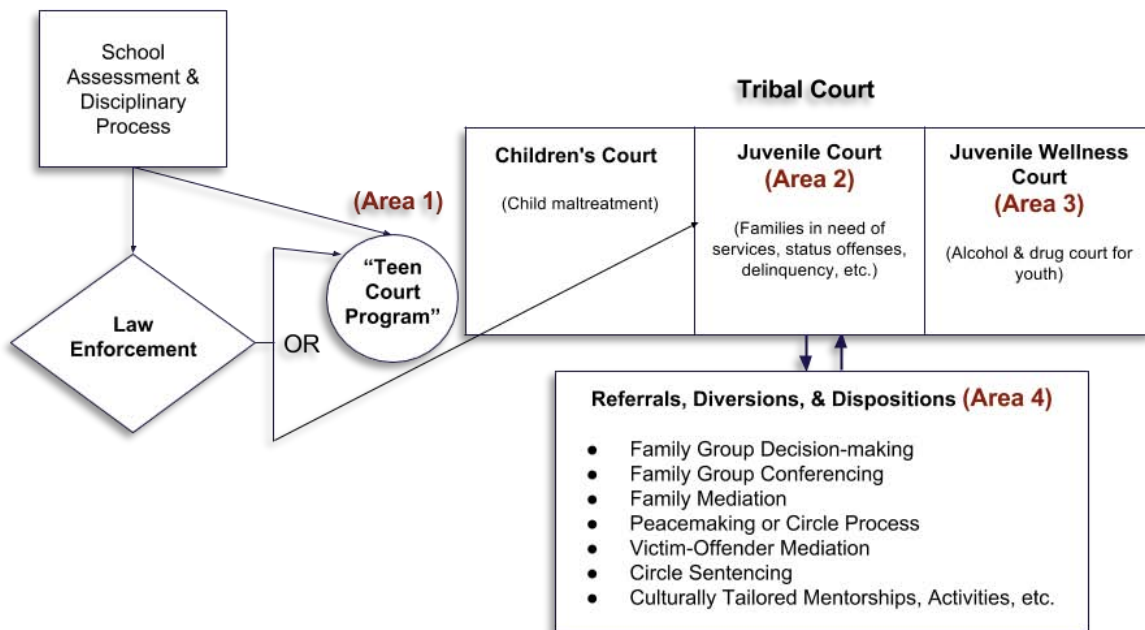 School
Assessment &
Disciplinary
Process
Tribal Court
Children's Court
(Child maltreatment)
Juvenile Court
(Area 2)
(Families in need of
services, status offenses,
delinquency, etc.)
Juvenile Wellness
Court
(Area 3)
(Alcohol & drug court for
youth)
(Area 1)
“Teen
Court
Program”
Law
Enforcement
OR
Referrals, Diversions, & Dispositions (Area 4)
● Family Group Decision-making
● Family Group Conferencing
● Family Mediation
● Peacemaking or Circle Process
● Victim-Offender Mediation
● Circle Sentencing
● Culturally Tailored Mentorships, Activities, etc.